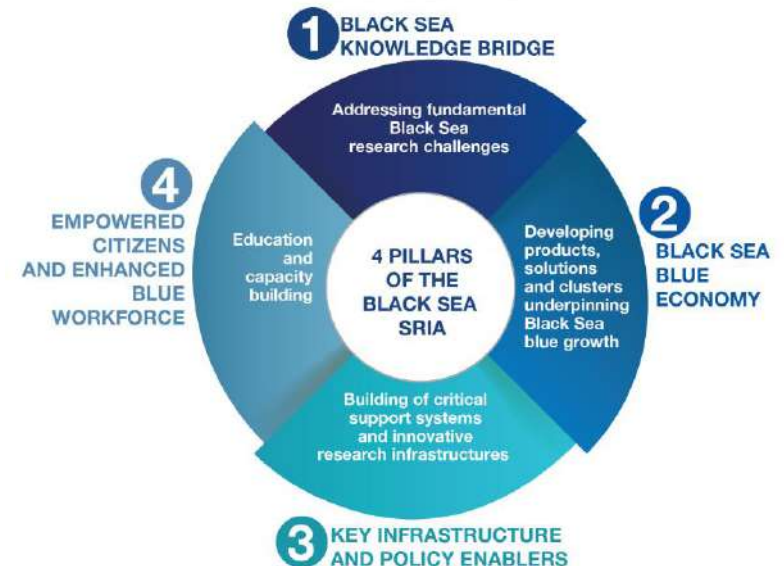 1 BLACK SEA
KNOWLEDGE BRIDGE
Addressing fundamental
Black Sea
research challenges
2
BLACK SEA
BLUE
ECONOMY
Developing
products,
solutions
and clusters
underpinning
Black Sea
blue growth
3 KEY INFRASTRUCTURE
AND POLICY ENABLERS
Building of critical
support systems
and innovative
research infrastructures
4
EMPOWERED
CITIZENS
AND ENHANCED
BLUE
WORKFORCE
Education
and
capacity
building
4 PILLARS
OF THE
BLACK SEA
SRIA